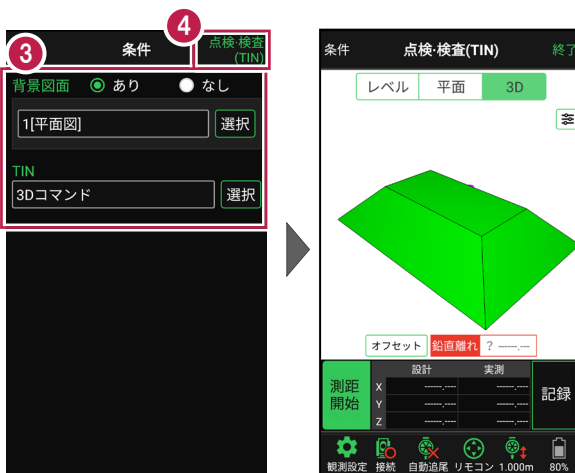 3
4
条件
点検·検査
(TIN)
背景図面
あり
なし
1[平面図]
選択
TIN
3Dコマンド
選択
条件
点検·検査(TIN)
終了
レベル
平面
3D
オフセット
鉛直離れ
? -----.---
設計
実測
測距
開始
X
-----.---
-----.---
Y
-----.---
-----.---
Z
-----.---
-----.---
記録
観測設定
接続
自動追尾
リモコン
1.000m
80%